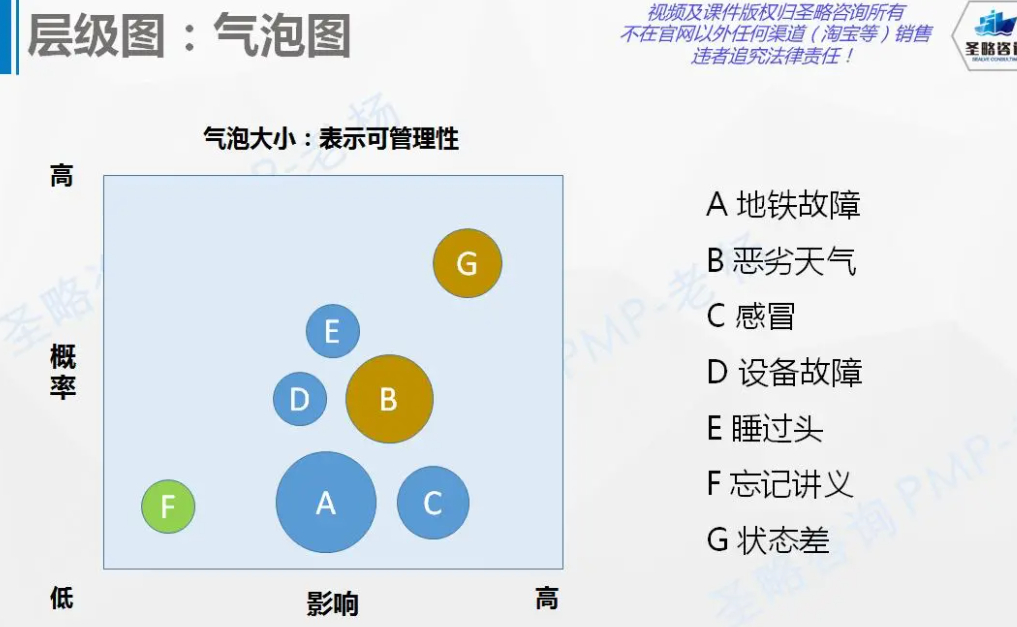 层级图：气泡图
视频及课件版权归圣略咨询所有
不在官网以外任何渠道（淘宝等）销售
违者追究法律责任！
圣略咨询
气泡大小：表示可管理性
高
概率
低
影响
高
G
E
D
B
F
A
C
A 地铁故障
B 恶劣天气
C 感冒
D 设备故障
E 睡过头
F 忘记讲义
G 状态差
圣略咨询 PMP-老杨